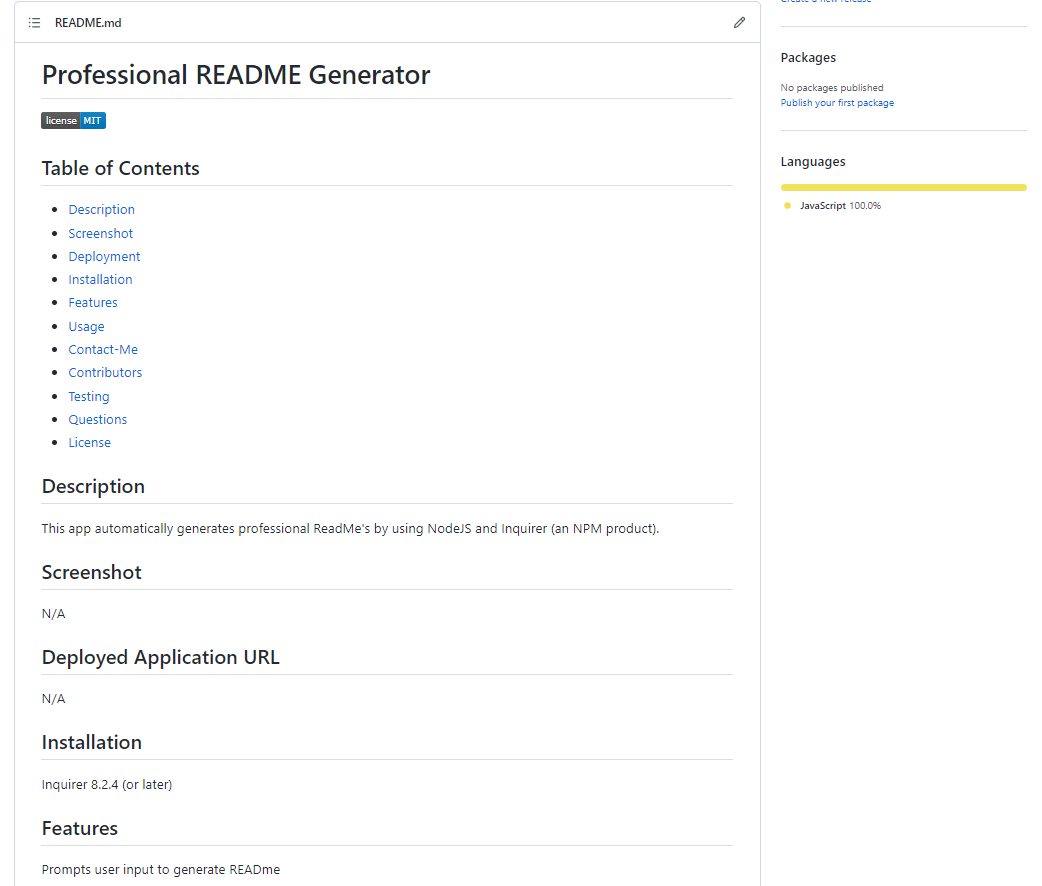 README.md
Professional README Generator
license MIT
Table of Contents
Description
Screenshot
Deployment
Installation
Features
Usage
Contact-Me
Contributors
Testing
Questions
License
Description
This app automatically generates professional ReadMe's by using NodeJS and Inquirer (an NPM product).
Screenshot
N/A
Deployed Application URL
N/A
Installation
Inquirer 8.2.4 (or later)
Features
Prompts user input to generate READme
Create a new release
Packages
No packages published
Publish your first package
Languages
JavaScript 100.0%